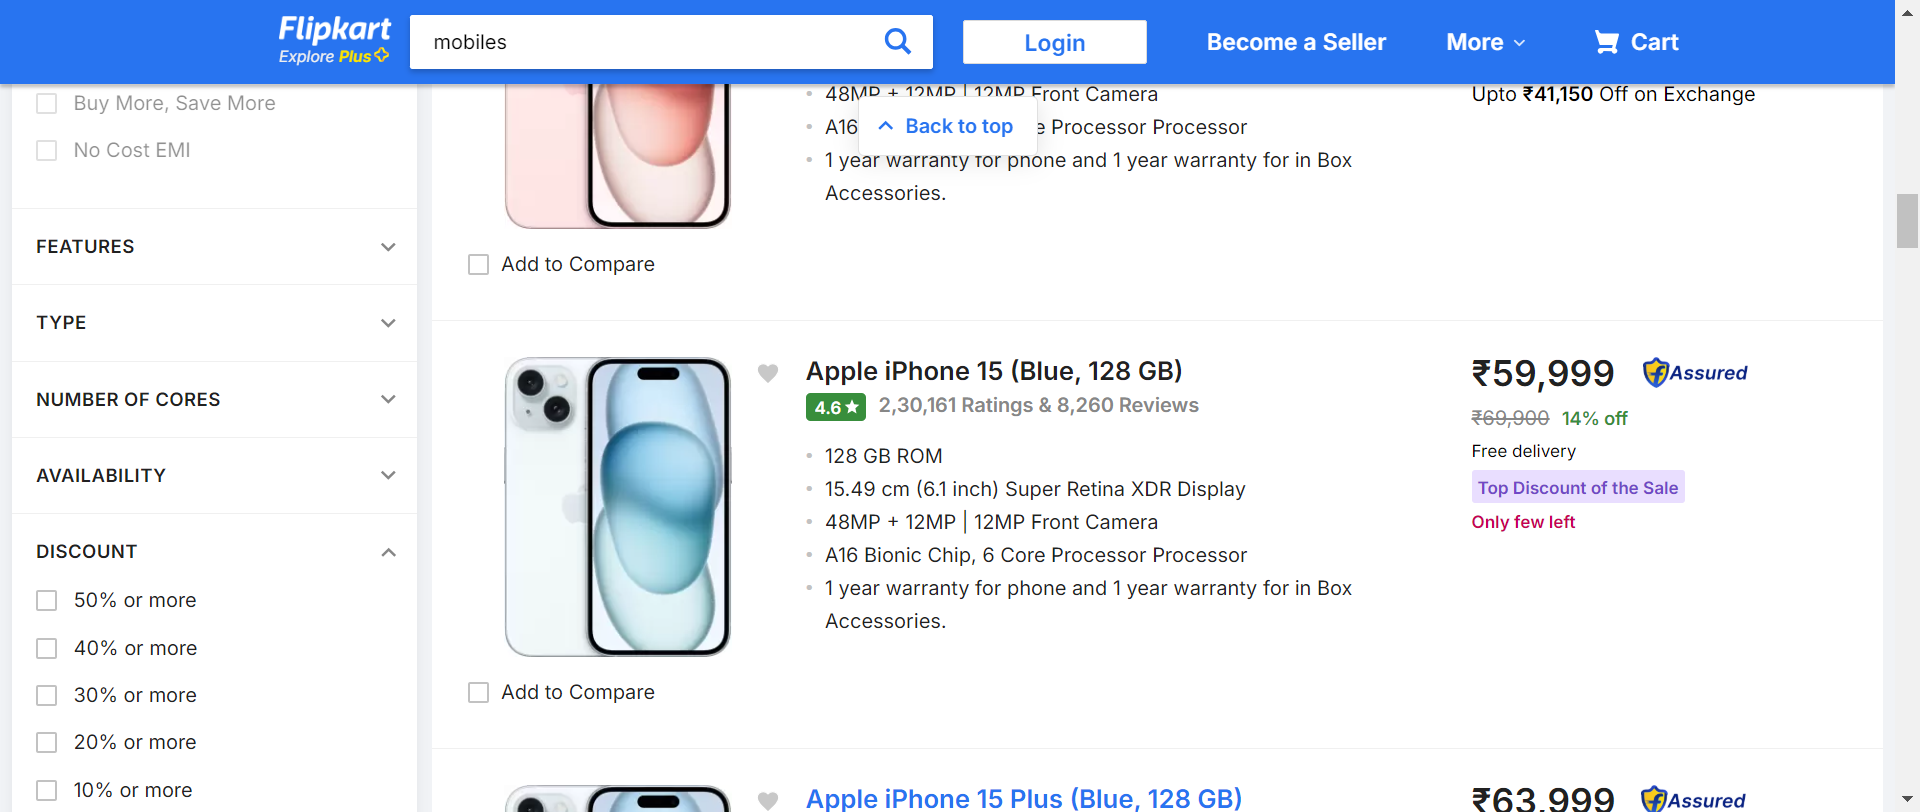 Flipkart
Explore Plus
mobiles
Login
Become a Seller
More
Cart
Buy More, Save More
No Cost EMI
FEATURES
TYPE
NUMBER OF CORES
AVAILABILITY
DISCOUNT
50% or more
40% or more
30% or more
20% or more
10% or more
48MP + 12MP | 12MP Front Camera
Back to top
A16 e Processor Processor
1 year warranty for phone and 1 year warranty for in Box
Accessories.
Upto ₹41,150 Off on Exchange
Add to Compare
Apple iPhone 15 (Blue, 128 GB)
4.6★ 2,30,161 Ratings & 8,260 Reviews
128 GB ROM
15.49 cm (6.1 inch) Super Retina XDR Display
48MP + 12MP | 12MP Front Camera
A16 Bionic Chip, 6 Core Processor Processor
1 year warranty for phone and 1 year warranty for in Box
Accessories.
₹59,999 Assured
₹69,900 14% off
Free delivery
Top Discount of the Sale
Only few left
Add to Compare
Apple iPhone 15 Plus (Blue, 128 GB)
₹63,999 Assured